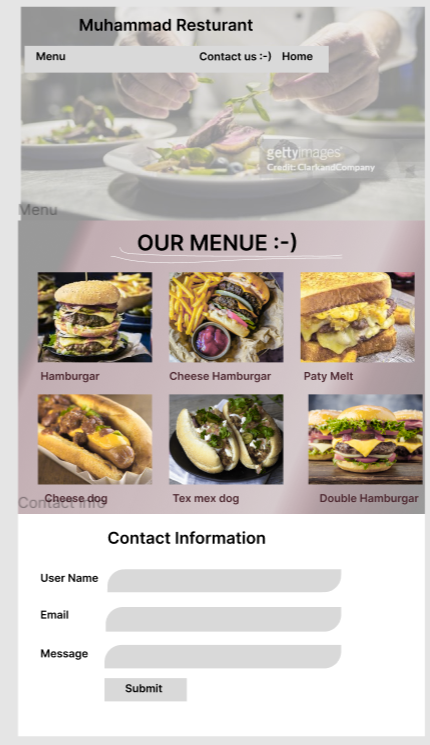 Muhammad Resturant
Menu Contact us :-) Home
gettyimages
Credit: ClarkandCompany
Menu
OUR MENUE :-)
Hamburgar Cheese Hamburgar Paty Melt
Cheese dog Tex mex dog Double Hamburgar
Contact info
Contact Information
User Name
Email
Message
Submit